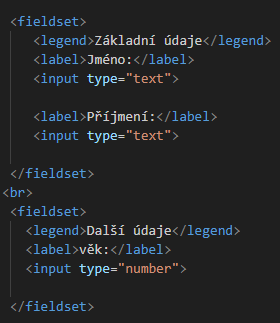 <fieldset>
<legend>Základní údaje</legend>
<label>Jméno:</label>
<input type="text">
<label>Příjmení:</label>
<input type="text">
</fieldset>
<br>
<fieldset>
<legend>Další údaje</legend>
<label>věk:</label>
<input type="number">
</fieldset>